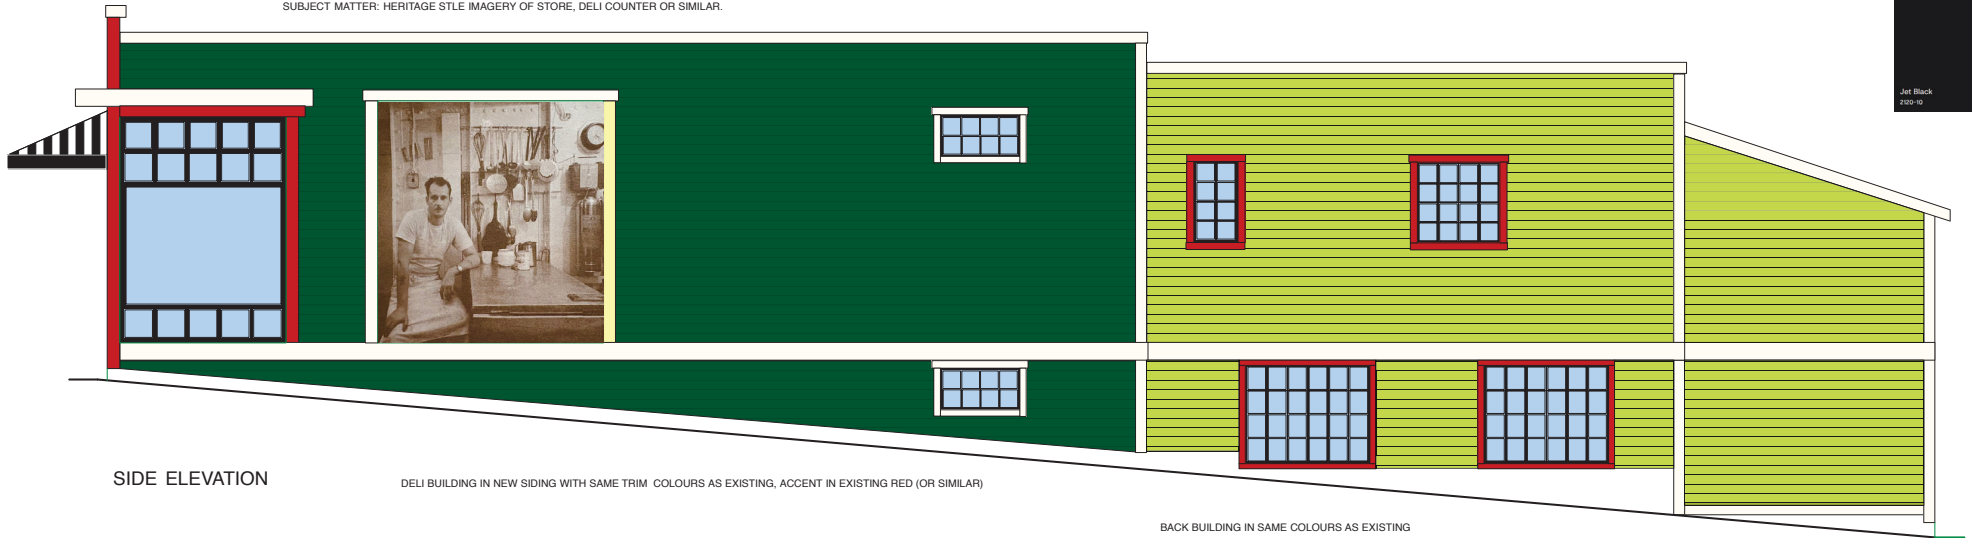 SUBJECT MATTER: HERITAGE STLE IMAGERY OF STORE, DELI COUNTER OR SIMILAR.
Jet Black
2120-10
SIDE ELEVATION
DELI BUILDING IN NEW SIDING WITH SAME TRIM COLOURS AS EXISTING, ACCENT IN EXISTING RED (OR SIMILAR)
BACK BUILDING IN SAME COLOURS AS EXISTING